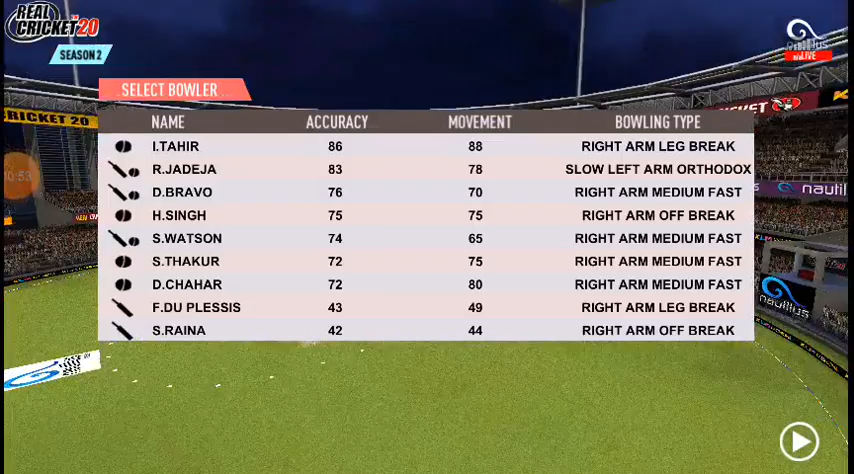 REAL
CRICKET 20
SEASON 2
nautilus
LIVE
SELECT BOWLER...
CRICKET 20
NAME ACCURACY MOVEMENT BOWLING TYPE
I.TAHIR 86 88 RIGHT ARM LEG BREAK
R.JADEJA 83 78 SLOW LEFT ARM ORTHODOX
D.BRAVO 76 70 RIGHT ARM MEDIUM FAST
H.SINGH 75 75 RIGHT ARM OFF BREAK
S.WATSON 74 65 RIGHT ARM MEDIUM FAST
S.THAKUR 72 75 RIGHT ARM MEDIUM FAST
D.CHAHAR 72 80 RIGHT ARM MEDIUM FAST
F.DU PLESSIS 43 49 RIGHT ARM LEG BREAK
S.RAINA 42 44 RIGHT ARM OFF BREAK
10:53
nautilus